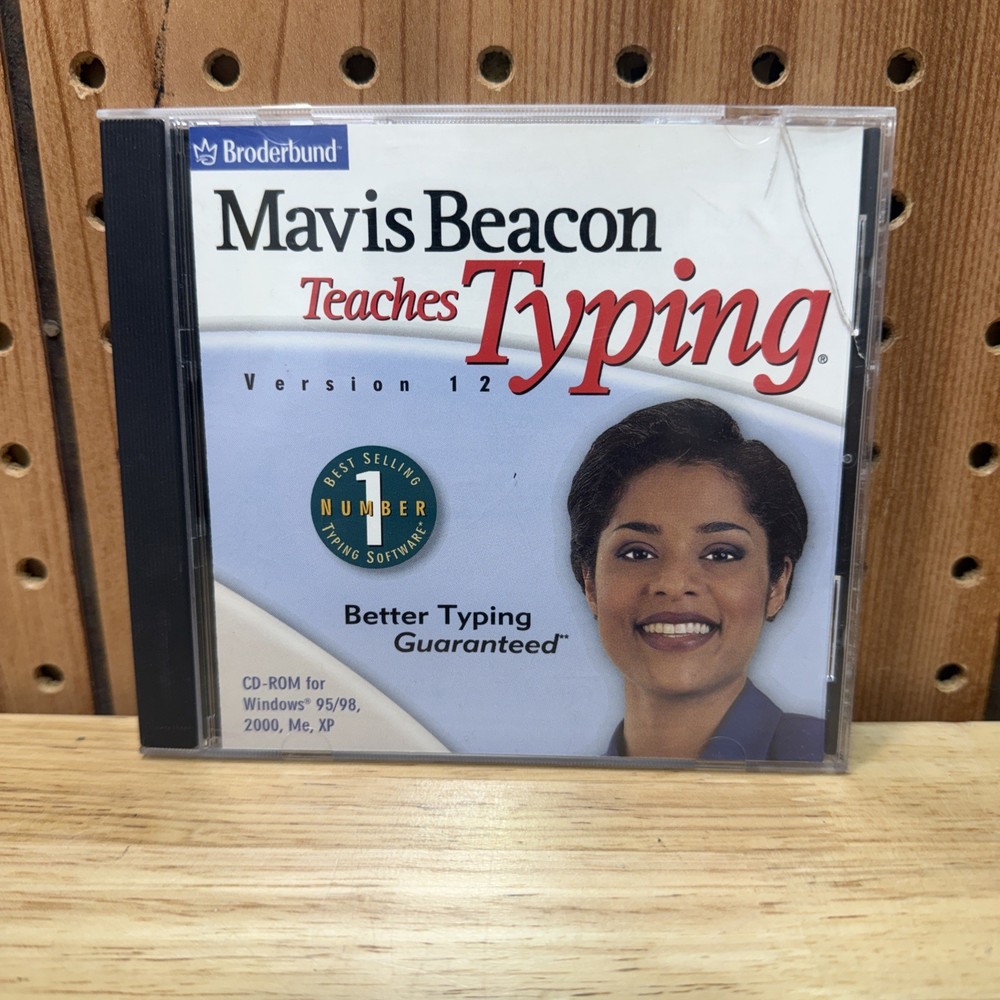 Broderbund™
Mavis Beacon
Teaches Typing®
Version 12
BEST SELLING
NUMBER 1
TYPING SOFTWARE*
Better Typing
Guaranteed**
CD-ROM for
Windows® 95/98,
2000, Me, XP